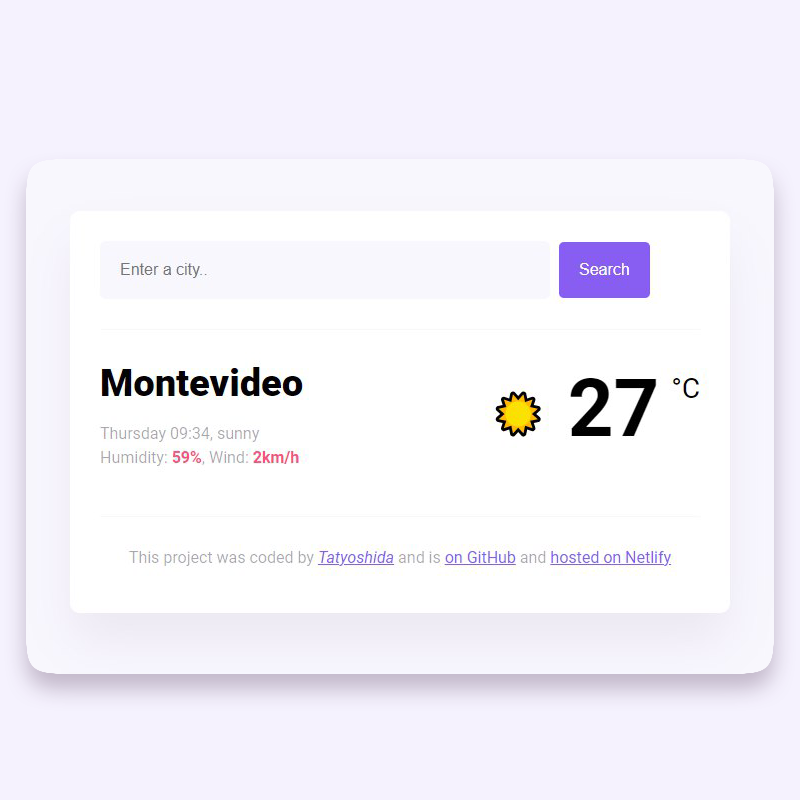 Enter a city..
Search
Montevideo
27 °C
Thursday 09:34, sunny
Humidity: 59%, Wind: 2km/h
This project was coded by Tatyoshida and is on GitHub and hosted on Netlify